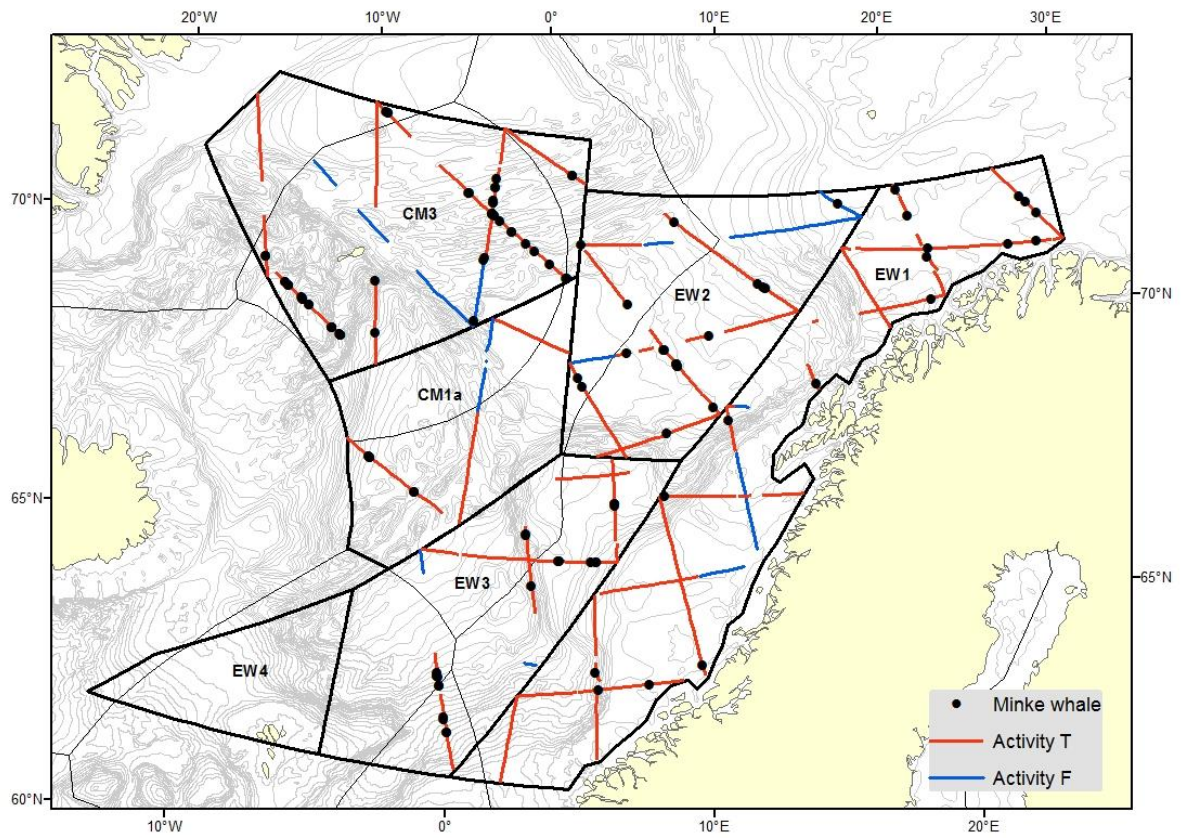 20°W 10°W 0° 10°E 20°E 30°E
70°N
CM3
EW1
70°N
EW2
CM1a
65°N
EW3
65°N
EW4
Minke whale
Activity T
Activity F
60°N
10°W 0° 10°E 20°E